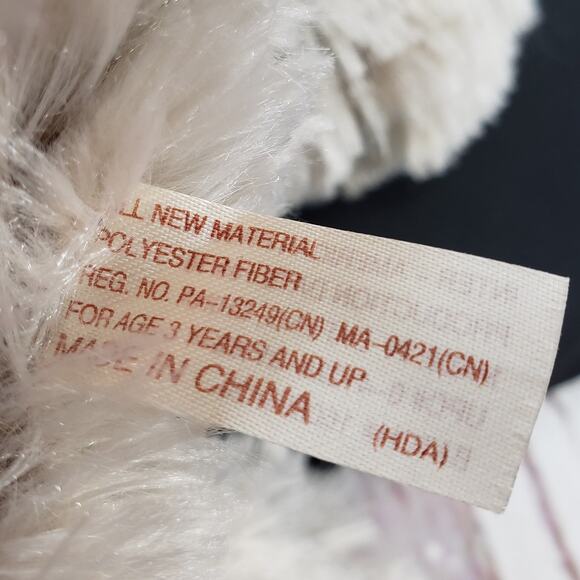 ALL NEW MATERIAL
POLYESTER FIBER
REG. NO. PA-13249(CN) MA-0421(CN)
FOR AGE 3 YEARS AND UP
MADE IN CHINA
(HDA)